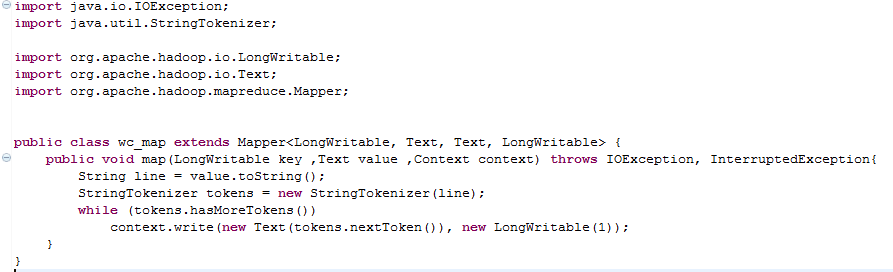 import java.io.IOException;
import java.util.StringTokenizer;
import org.apache.hadoop.io.LongWritable;
import org.apache.hadoop.io.Text;
import org.apache.hadoop.mapreduce.Mapper;
public class wc_map extends Mapper<LongWritable, Text, Text, LongWritable> {
public void map(LongWritable key ,Text value ,Context context) throws IOException, InterruptedException{
String line = value.toString();
StringTokenizer tokens = new StringTokenizer(line);
while (tokens.hasMoreTokens())
context.write(new Text(tokens.nextToken()), new LongWritable(1));
}
}